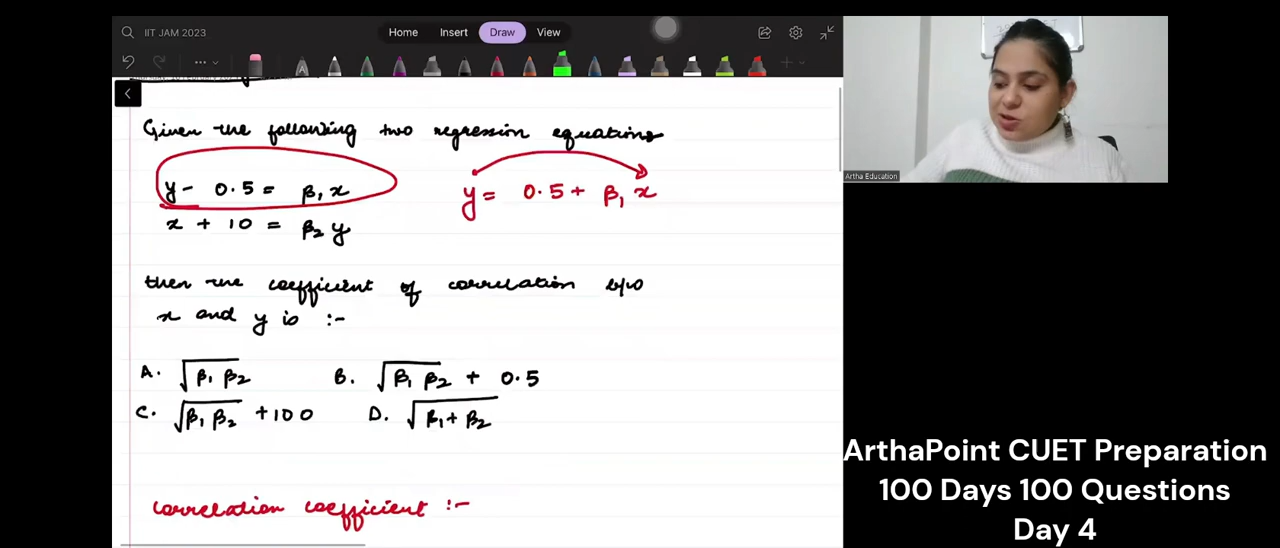 IIT JAM 2023
Home Insert Draw View
Given the following two regression equations
y - 0.5 = β₁x
y = 0.5 + β₁x
x + 10 = β₂y
then the coefficient of correlation b/w
x and y is :-
A. √β₁β₂ B. √β₁β₂ + 0.5
C. √β₁β₂ + 100 D. √β₁+β₂
correlation coefficient :-
Artha Education
ArthaPoint CUET Preparation
100 Days 100 Questions
Day 4